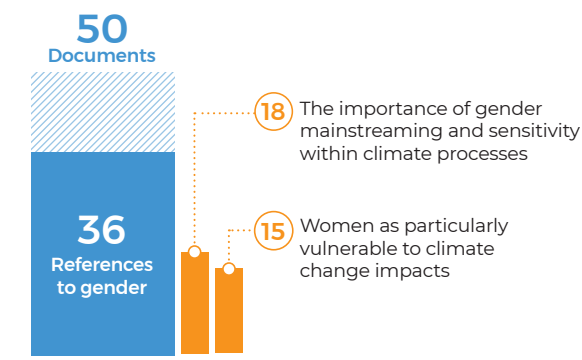 50
Documents
36
References
to gender
18
The importance of gender
mainstreaming and sensitivity
within climate processes
15
Women as particularly
vulnerable to climate
change impacts